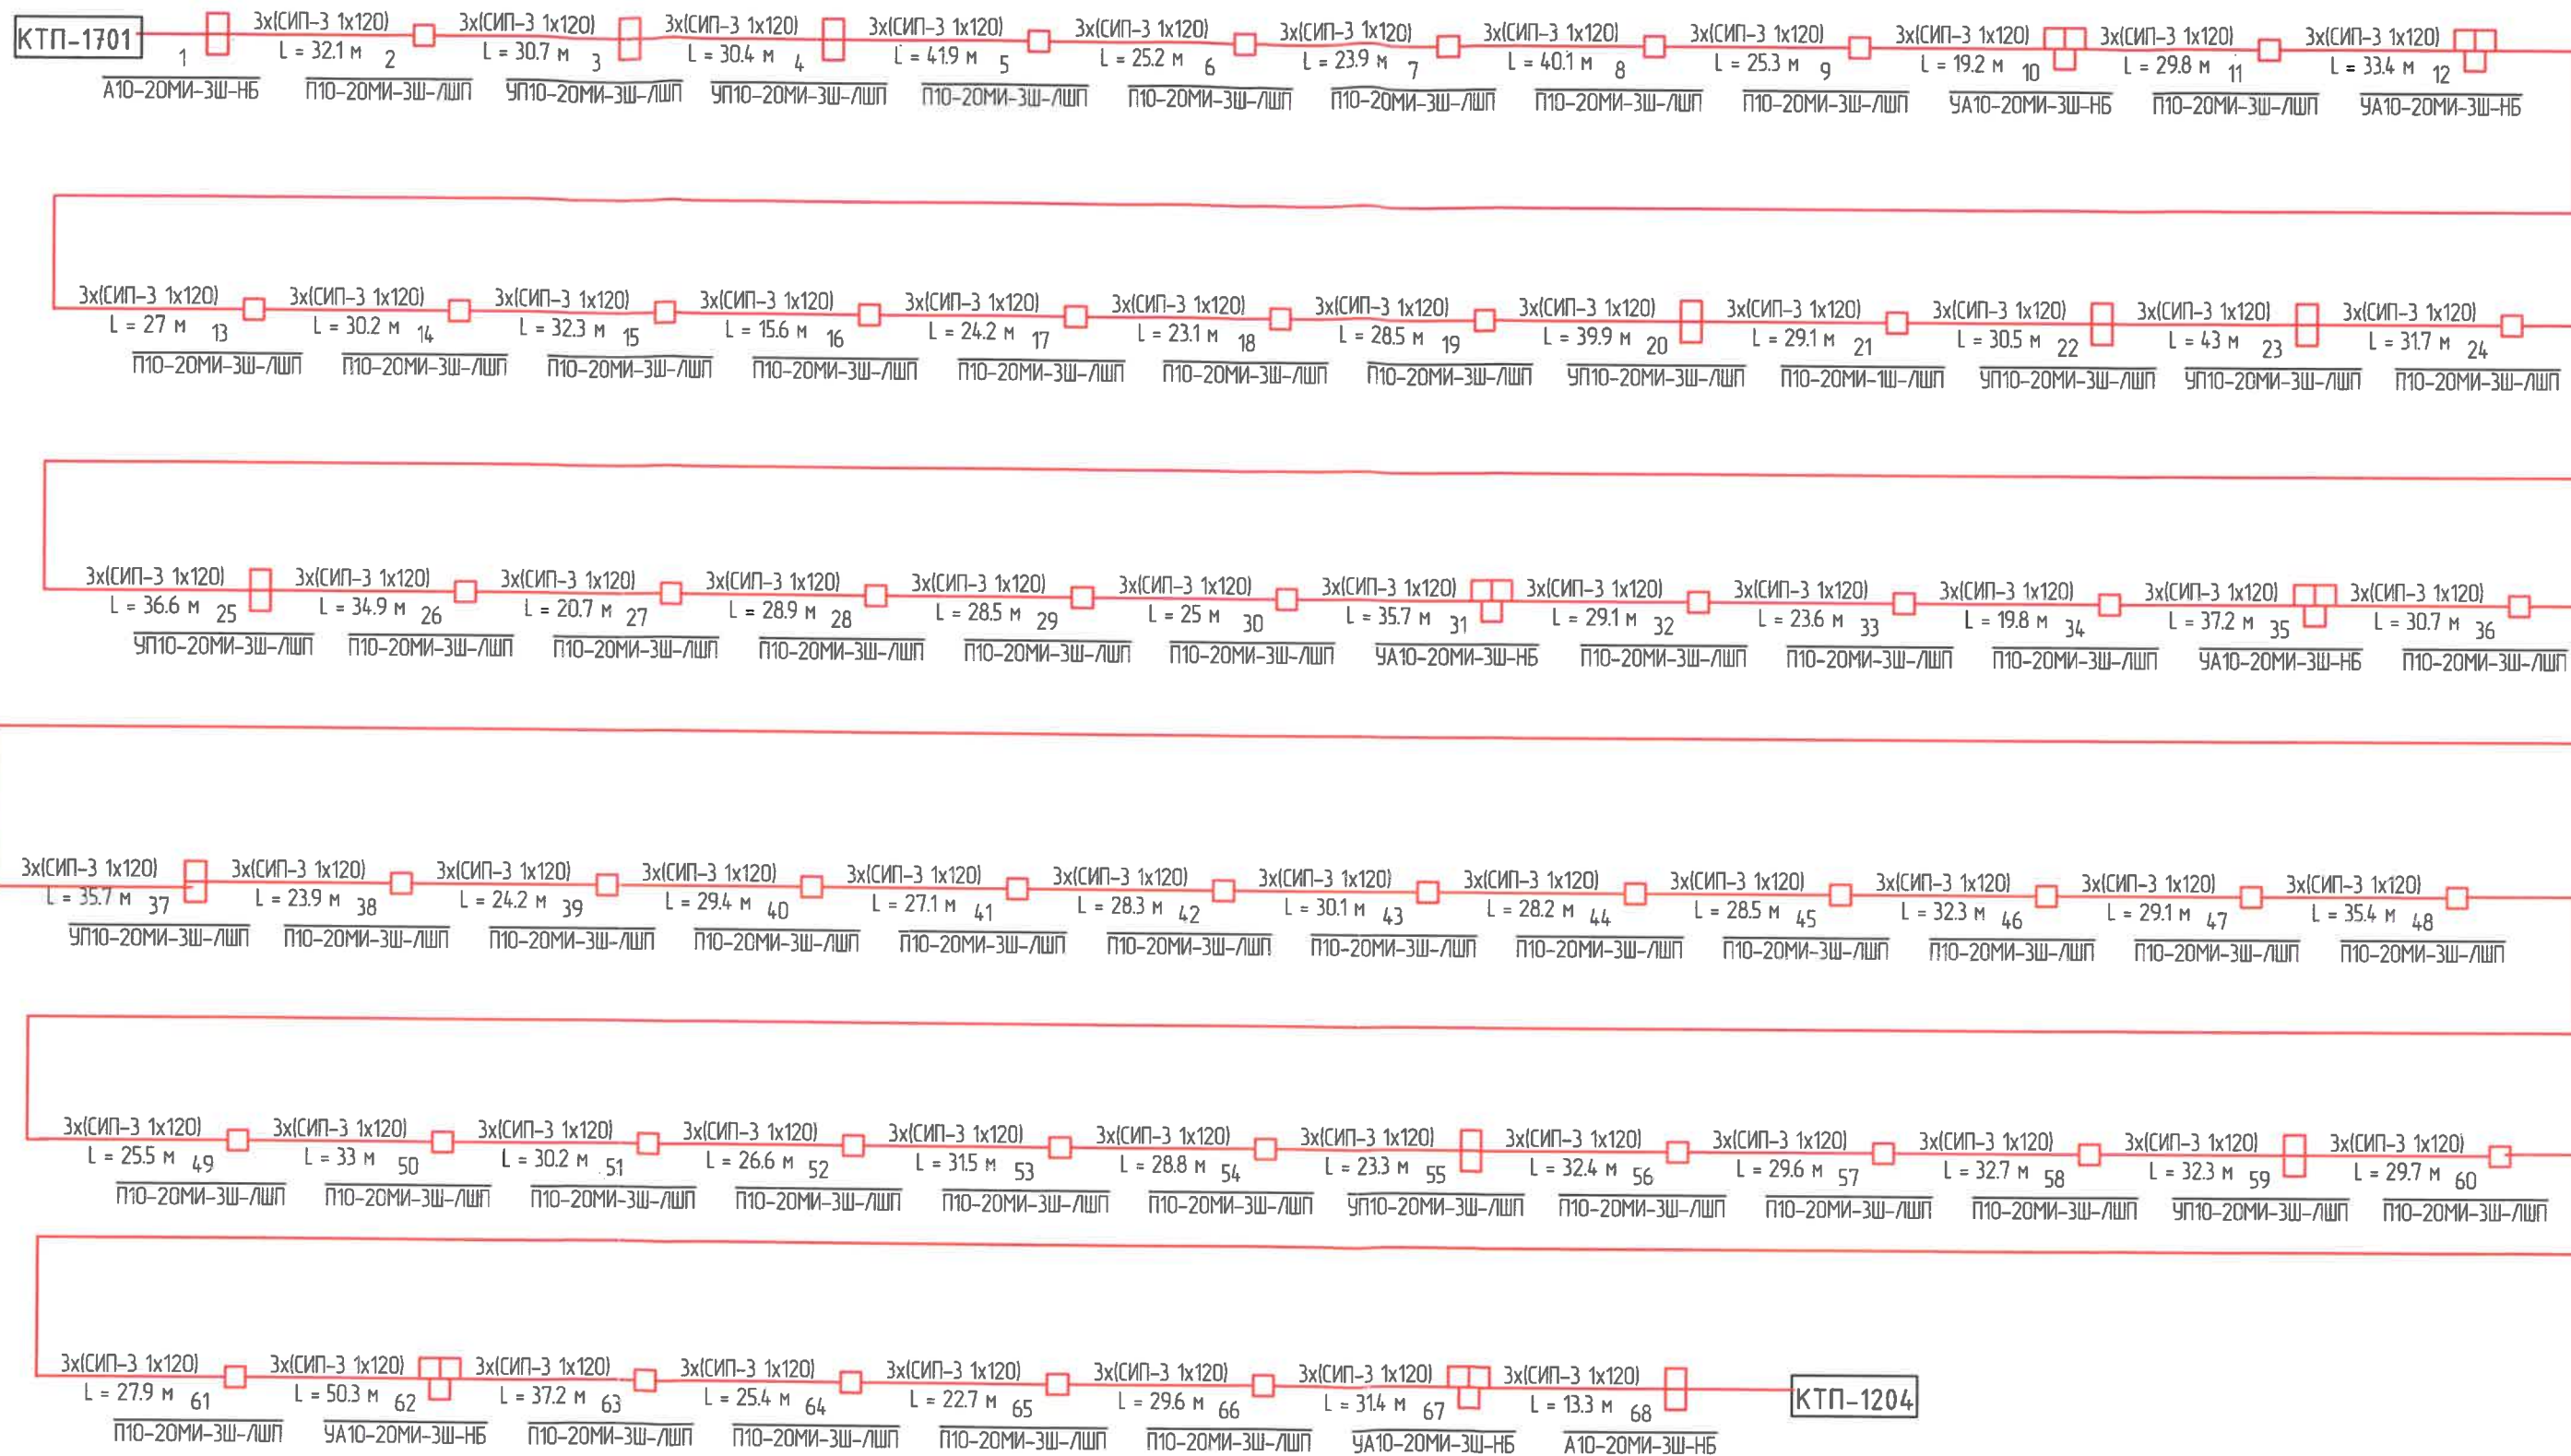 КТП-1701
3х(СИП-3 1х120) 3х(СИП-3 1х120) 3х(СИП-3 1х120) 3х(СИП-3 1х120) 3х(СИП-3 1х120) 3х(СИП-3 1х120) 3х(СИП-3 1х120) 3х(СИП-3 1х120) 3х(СИП-3 1х120) 3х(СИП-3 1х120) 3х(СИП-3 1х120)
1 L = 32.1 м 2 L = 30.7 м 3 L = 30.4 м 4 L = 41.9 м 5 L = 25.2 м 6 L = 23.9 м 7 L = 40.1 м 8 L = 25.3 м 9 L = 19.2 м 10 L = 29.8 м 11 L = 33.4 м 12
А10-20МИ-3Ш-НБ П10-20МИ-3Ш-ЛШП УП10-20МИ-3Ш-ЛШП УП10-20МИ-3Ш-ЛШП П10-20МИ-3Ш-ЛШП П10-20МИ-3Ш-ЛШП П10-20МИ-3Ш-ЛШП П10-20МИ-3Ш-ЛШП П10-20МИ-3Ш-ЛШП УА10-20МИ-3Ш-НБ П10-20МИ-3Ш-ЛШП УА10-20МИ-3Ш-НБ
3х(СИП-3 1х120) 3х(СИП-3 1х120) 3х(СИП-3 1х120) 3х(СИП-3 1х120) 3х(СИП-3 1х120) 3х(СИП-3 1х120) 3х(СИП-3 1х120) 3х(СИП-3 1х120) 3х(СИП-3 1х120) 3х(СИП-3 1х120) 3х(СИП-3 1х120) 3х(СИП-3 1х120)
L = 27 м 13 L = 30.2 м 14 L = 32.3 м 15 L = 15.6 м 16 L = 24.2 м 17 L = 23.1 м 18 L = 28.5 м 19 L = 39.9 м 20 L = 29.1 м 21 L = 30.5 м 22 L = 43 м 23 L = 31.7 м 24
П10-20МИ-3Ш-ЛШП П10-20МИ-3Ш-ЛШП П10-20МИ-3Ш-ЛШП П10-20МИ-3Ш-ЛШП П10-20МИ-3Ш-ЛШП П10-20МИ-3Ш-ЛШП П10-20МИ-3Ш-ЛШП УП10-20МИ-3Ш-ЛШП П10-20МИ-1Ш-ЛШП УП10-20МИ-3Ш-ЛШП УП10-20МИ-3Ш-ЛШП П10-20МИ-3Ш-ЛШП
3х(СИП-3 1х120) 3х(СИП-3 1х120) 3х(СИП-3 1х120) 3х(СИП-3 1х120) 3х(СИП-3 1х120) 3х(СИП-3 1х120) 3х(СИП-3 1х120) 3х(СИП-3 1х120) 3х(СИП-3 1х120) 3х(СИП-3 1х120) 3х(СИП-3 1х120) 3х(СИП-3 1х120)
L = 36.6 м 25 L = 34.9 м 26 L = 20.7 м 27 L = 28.9 м 28 L = 28.5 м 29 L = 25 м 30 L = 35.7 м 31 L = 29.1 м 32 L = 23.6 м 33 L = 19.8 м 34 L = 37.2 м 35 L = 30.7 м 36
УП10-20МИ-3Ш-ЛШП П10-20МИ-3Ш-ЛШП П10-20МИ-3Ш-ЛШП П10-20МИ-3Ш-ЛШП П10-20МИ-3Ш-ЛШП П10-20МИ-3Ш-ЛШП УА10-20МИ-3Ш-НБ П10-20МИ-3Ш-ЛШП П10-20МИ-3Ш-ЛШП П10-20МИ-3Ш-ЛШП УА10-20МИ-3Ш-НБ П10-20МИ-3Ш-ЛШП
3х(СИП-3 1х120) 3х(СИП-3 1х120) 3х(СИП-3 1х120) 3х(СИП-3 1х120) 3х(СИП-3 1х120) 3х(СИП-3 1х120) 3х(СИП-3 1х120) 3х(СИП-3 1х120) 3х(СИП-3 1х120) 3х(СИП-3 1х120) 3х(СИП-3 1х120) 3х(СИП-3 1х120)
L = 35.7 м 37 L = 23.9 м 38 L = 24.2 м 39 L = 29.4 м 40 L = 27.1 м 41 L = 28.3 м 42 L = 30.1 м 43 L = 28.2 м 44 L = 28.5 м 45 L = 32.3 м 46 L = 29.1 м 47 L = 35.4 м 48
УП10-20МИ-3Ш-ЛШП П10-20МИ-3Ш-ЛШП П10-20МИ-3Ш-ЛШП П10-20МИ-3Ш-ЛШП П10-20МИ-3Ш-ЛШП П10-20МИ-3Ш-ЛШП П10-20МИ-3Ш-ЛШП П10-20МИ-3Ш-ЛШП П10-20МИ-3Ш-ЛШП П10-20МИ-3Ш-ЛШП П10-20МИ-3Ш-ЛШП П10-20МИ-3Ш-ЛШП
3х(СИП-3 1х120) 3х(СИП-3 1х120) 3х(СИП-3 1х120) 3х(СИП-3 1х120) 3х(СИП-3 1х120) 3х(СИП-3 1х120) 3х(СИП-3 1х120) 3х(СИП-3 1х120) 3х(СИП-3 1х120) 3х(СИП-3 1х120) 3х(СИП-3 1х120) 3х(СИП-3 1х120)
L = 25.5 м 49 L = 33 м 50 L = 30.2 м 51 L = 26.6 м 52 L = 31.5 м 53 L = 28.8 м 54 L = 23.3 м 55 L = 32.4 м 56 L = 29.6 м 57 L = 32.7 м 58 L = 32.3 м 59 L = 29.7 м 60
П10-20МИ-3Ш-ЛШП П10-20МИ-3Ш-ЛШП П10-20МИ-3Ш-ЛШП П10-20МИ-3Ш-ЛШП П10-20МИ-3Ш-ЛШП П10-20МИ-3Ш-ЛШП УП10-20МИ-3Ш-ЛШП П10-20МИ-3Ш-ЛШП П10-20МИ-3Ш-ЛШП П10-20МИ-3Ш-ЛШП УП10-20МИ-3Ш-ЛШП П10-20МИ-3Ш-ЛШП
3х(СИП-3 1х120) 3х(СИП-3 1х120) 3х(СИП-3 1х120) 3х(СИП-3 1х120) 3х(СИП-3 1х120) 3х(СИП-3 1х120) 3х(СИП-3 1х120) 3х(СИП-3 1х120)
L = 27.9 м 61 L = 50.3 м 62 L = 37.2 м 63 L = 25.4 м 64 L = 22.7 м 65 L = 29.6 м 66 L = 31.4 м 67 L = 13.3 м 68
КТП-1204
П10-20МИ-3Ш-ЛШП УА10-20МИ-3Ш-НБ П10-20МИ-3Ш-ЛШП П10-20МИ-3Ш-ЛШП П10-20МИ-3Ш-ЛШП П10-20МИ-3Ш-ЛШП УА10-20МИ-3Ш-НБ А10-20МИ-3Ш-НБ